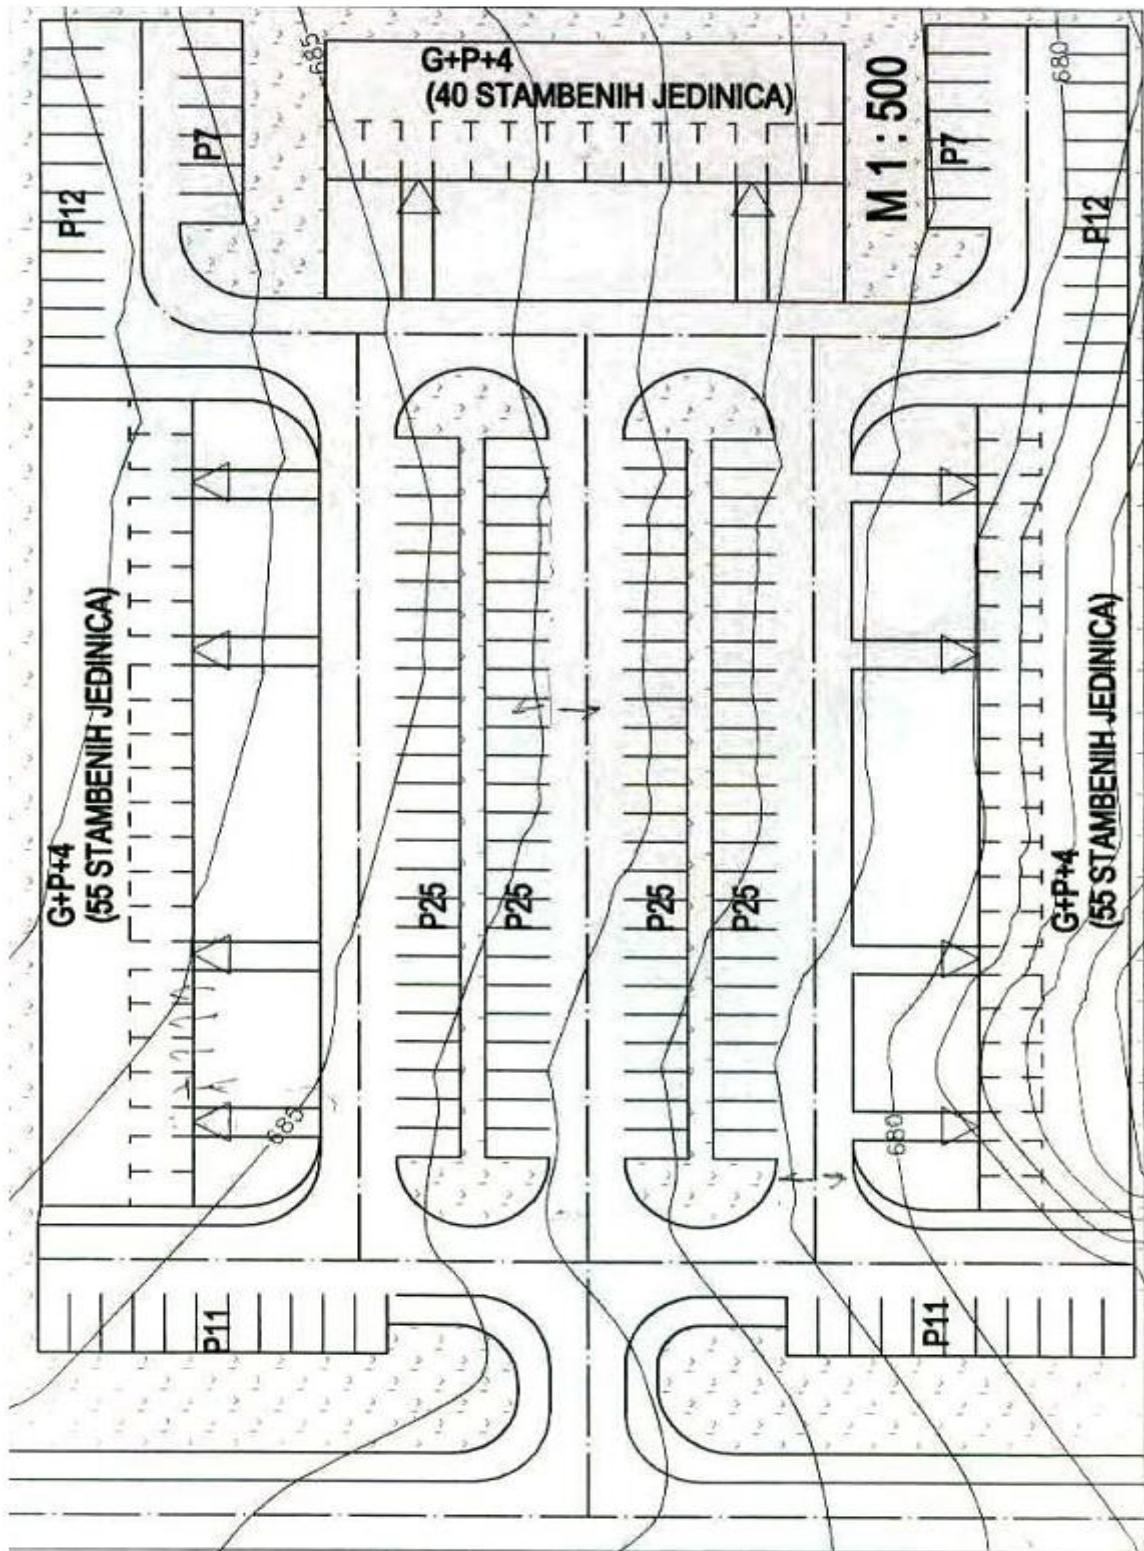 685
G+P+4
(40 STAMBENIH JEDINICA)
M 1 : 500
680
P7
P7
P12
P12
G+P+4
(55 STAMBENIH JEDINICA)
G+P+4
(55 STAMBENIH JEDINICA)
P25
P25
P25
P25
685
680
P11
P11